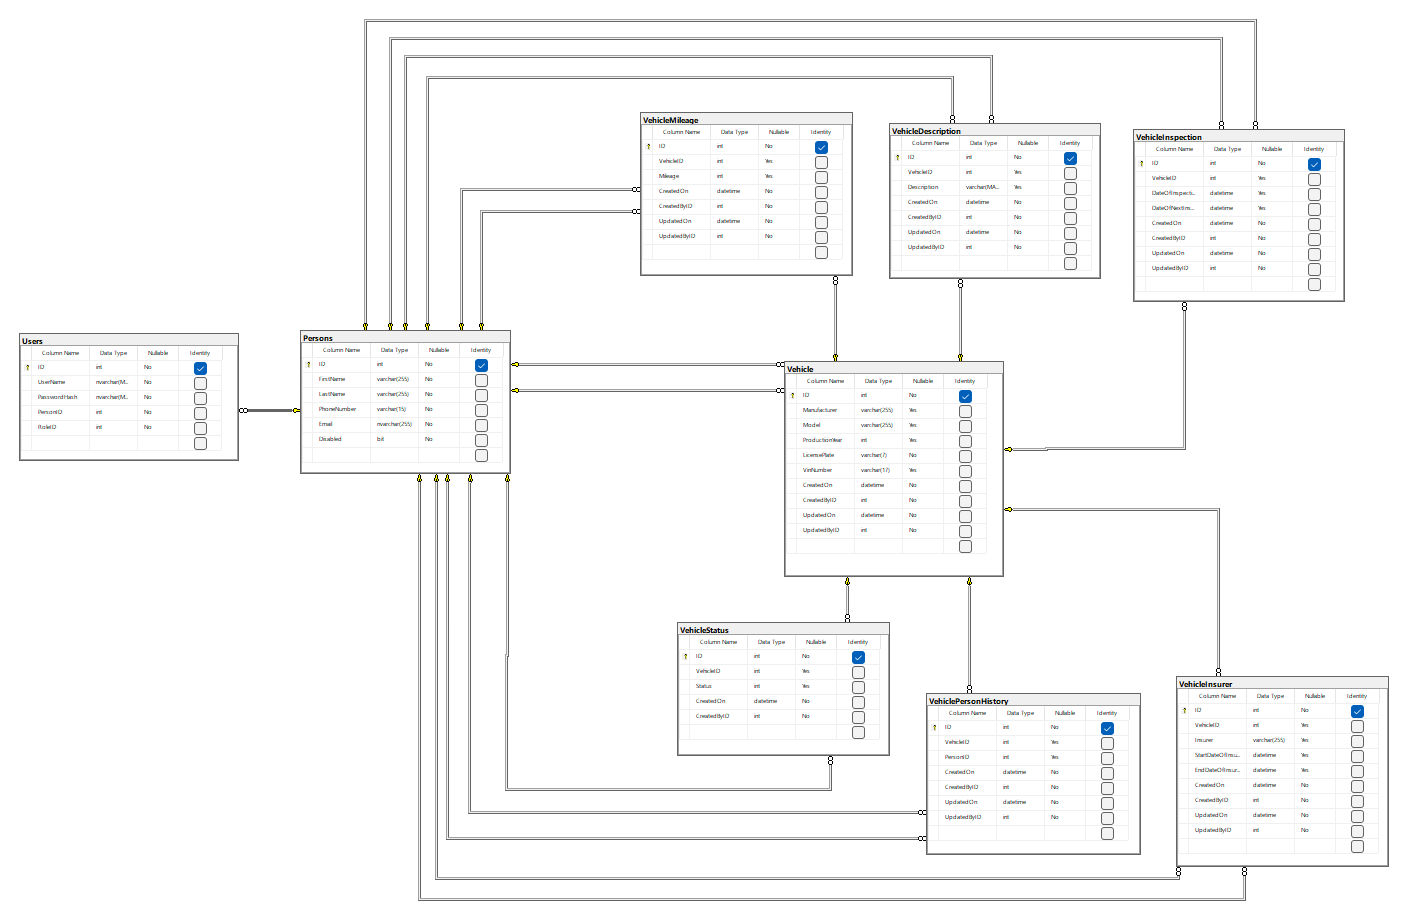 VehicleMileage
Column Name Data Type Nullable Identity
ID int No
VehicleID int Yes
Mileage int Yes
CreatedOn datetime No
CreatedByID int No
UpdatedOn datetime No
UpdatedByID int No
VehicleDescription
Column Name Data Type Nullable Identity
ID int No
VehicleID int Yes
Description varchar(MA... Yes
CreatedOn datetime No
CreatedByID int No
UpdatedOn datetime No
UpdatedByID int No
VehicleInspection
Column Name Data Type Nullable Identity
ID int No
VehicleID int Yes
DateOfInspecti... datetime Yes
DateOfNextIns... datetime Yes
CreatedOn datetime No
CreatedByID int No
UpdatedOn datetime No
UpdatedByID int No
Users
Column Name Data Type Nullable Identity
ID int No
UserName nvarchar(M... No
PasswordHash nvarchar(M... No
PersonID int No
RoleID int No
Persons
Column Name Data Type Nullable Identity
ID int No
FirstName varchar(255) No
LastName varchar(255) No
PhoneNumber varchar(15) No
Email nvarchar(255) No
Disabled bit No
Vehicle
Column Name Data Type Nullable Identity
ID int No
Manufacturer varchar(255) Yes
Model varchar(255) Yes
ProductionYear int Yes
LicensePlate varchar(7) No
VinNumber varchar(17) Yes
CreatedOn datetime No
CreatedByID int No
UpdatedOn datetime No
UpdatedByID int No
VehicleStatus
Column Name Data Type Nullable Identity
ID int No
VehicleID int Yes
Status int Yes
CreatedOn datetime No
CreatedByID int No
VehiclePersonHistory
Column Name Data Type Nullable Identity
ID int No
VehicleID int Yes
PersonID int Yes
CreatedOn datetime No
CreatedByID int No
UpdatedOn datetime No
UpdatedByID int No
VehicleInsurer
Column Name Data Type Nullable Identity
ID int No
VehicleID int Yes
Insurer varchar(255) Yes
StartDateOfInsu... datetime Yes
EndDateOfInsur... datetime Yes
CreatedOn datetime No
CreatedByID int No
UpdatedOn datetime No
UpdatedByID int No